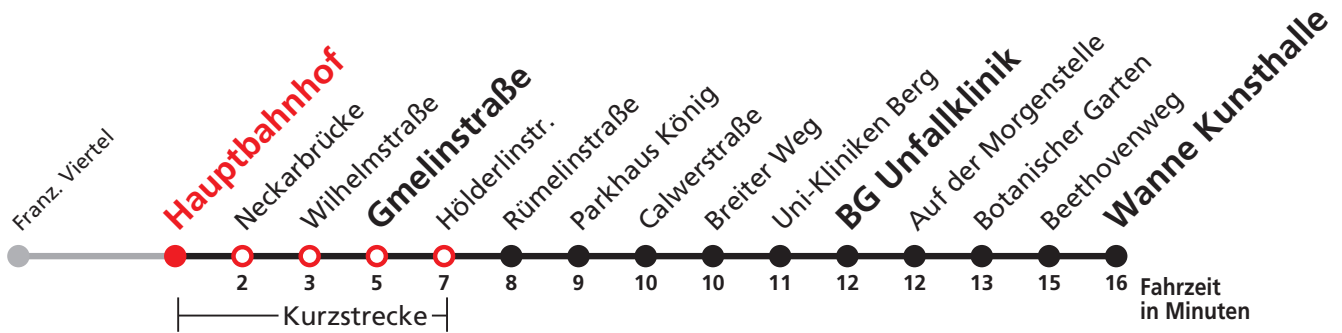 Franz. Viertel
Hauptbahnhof
Neckarbrücke
Wilhelmstraße
Gmelinstraße
Hölderlinstr.
Rümelinstraße
Parkhaus König
Calwerstraße
Breiter Weg
Uni-Kliniken Berg
BG Unfallklinik
Auf der Morgenstelle
Botanischer Garten
Beethovenweg
Wanne Kunsthalle
2 3 5 7 8 9 10 10 11 12 12 13 15 16
Fahrzeit
in Minuten
Kurzstrecke